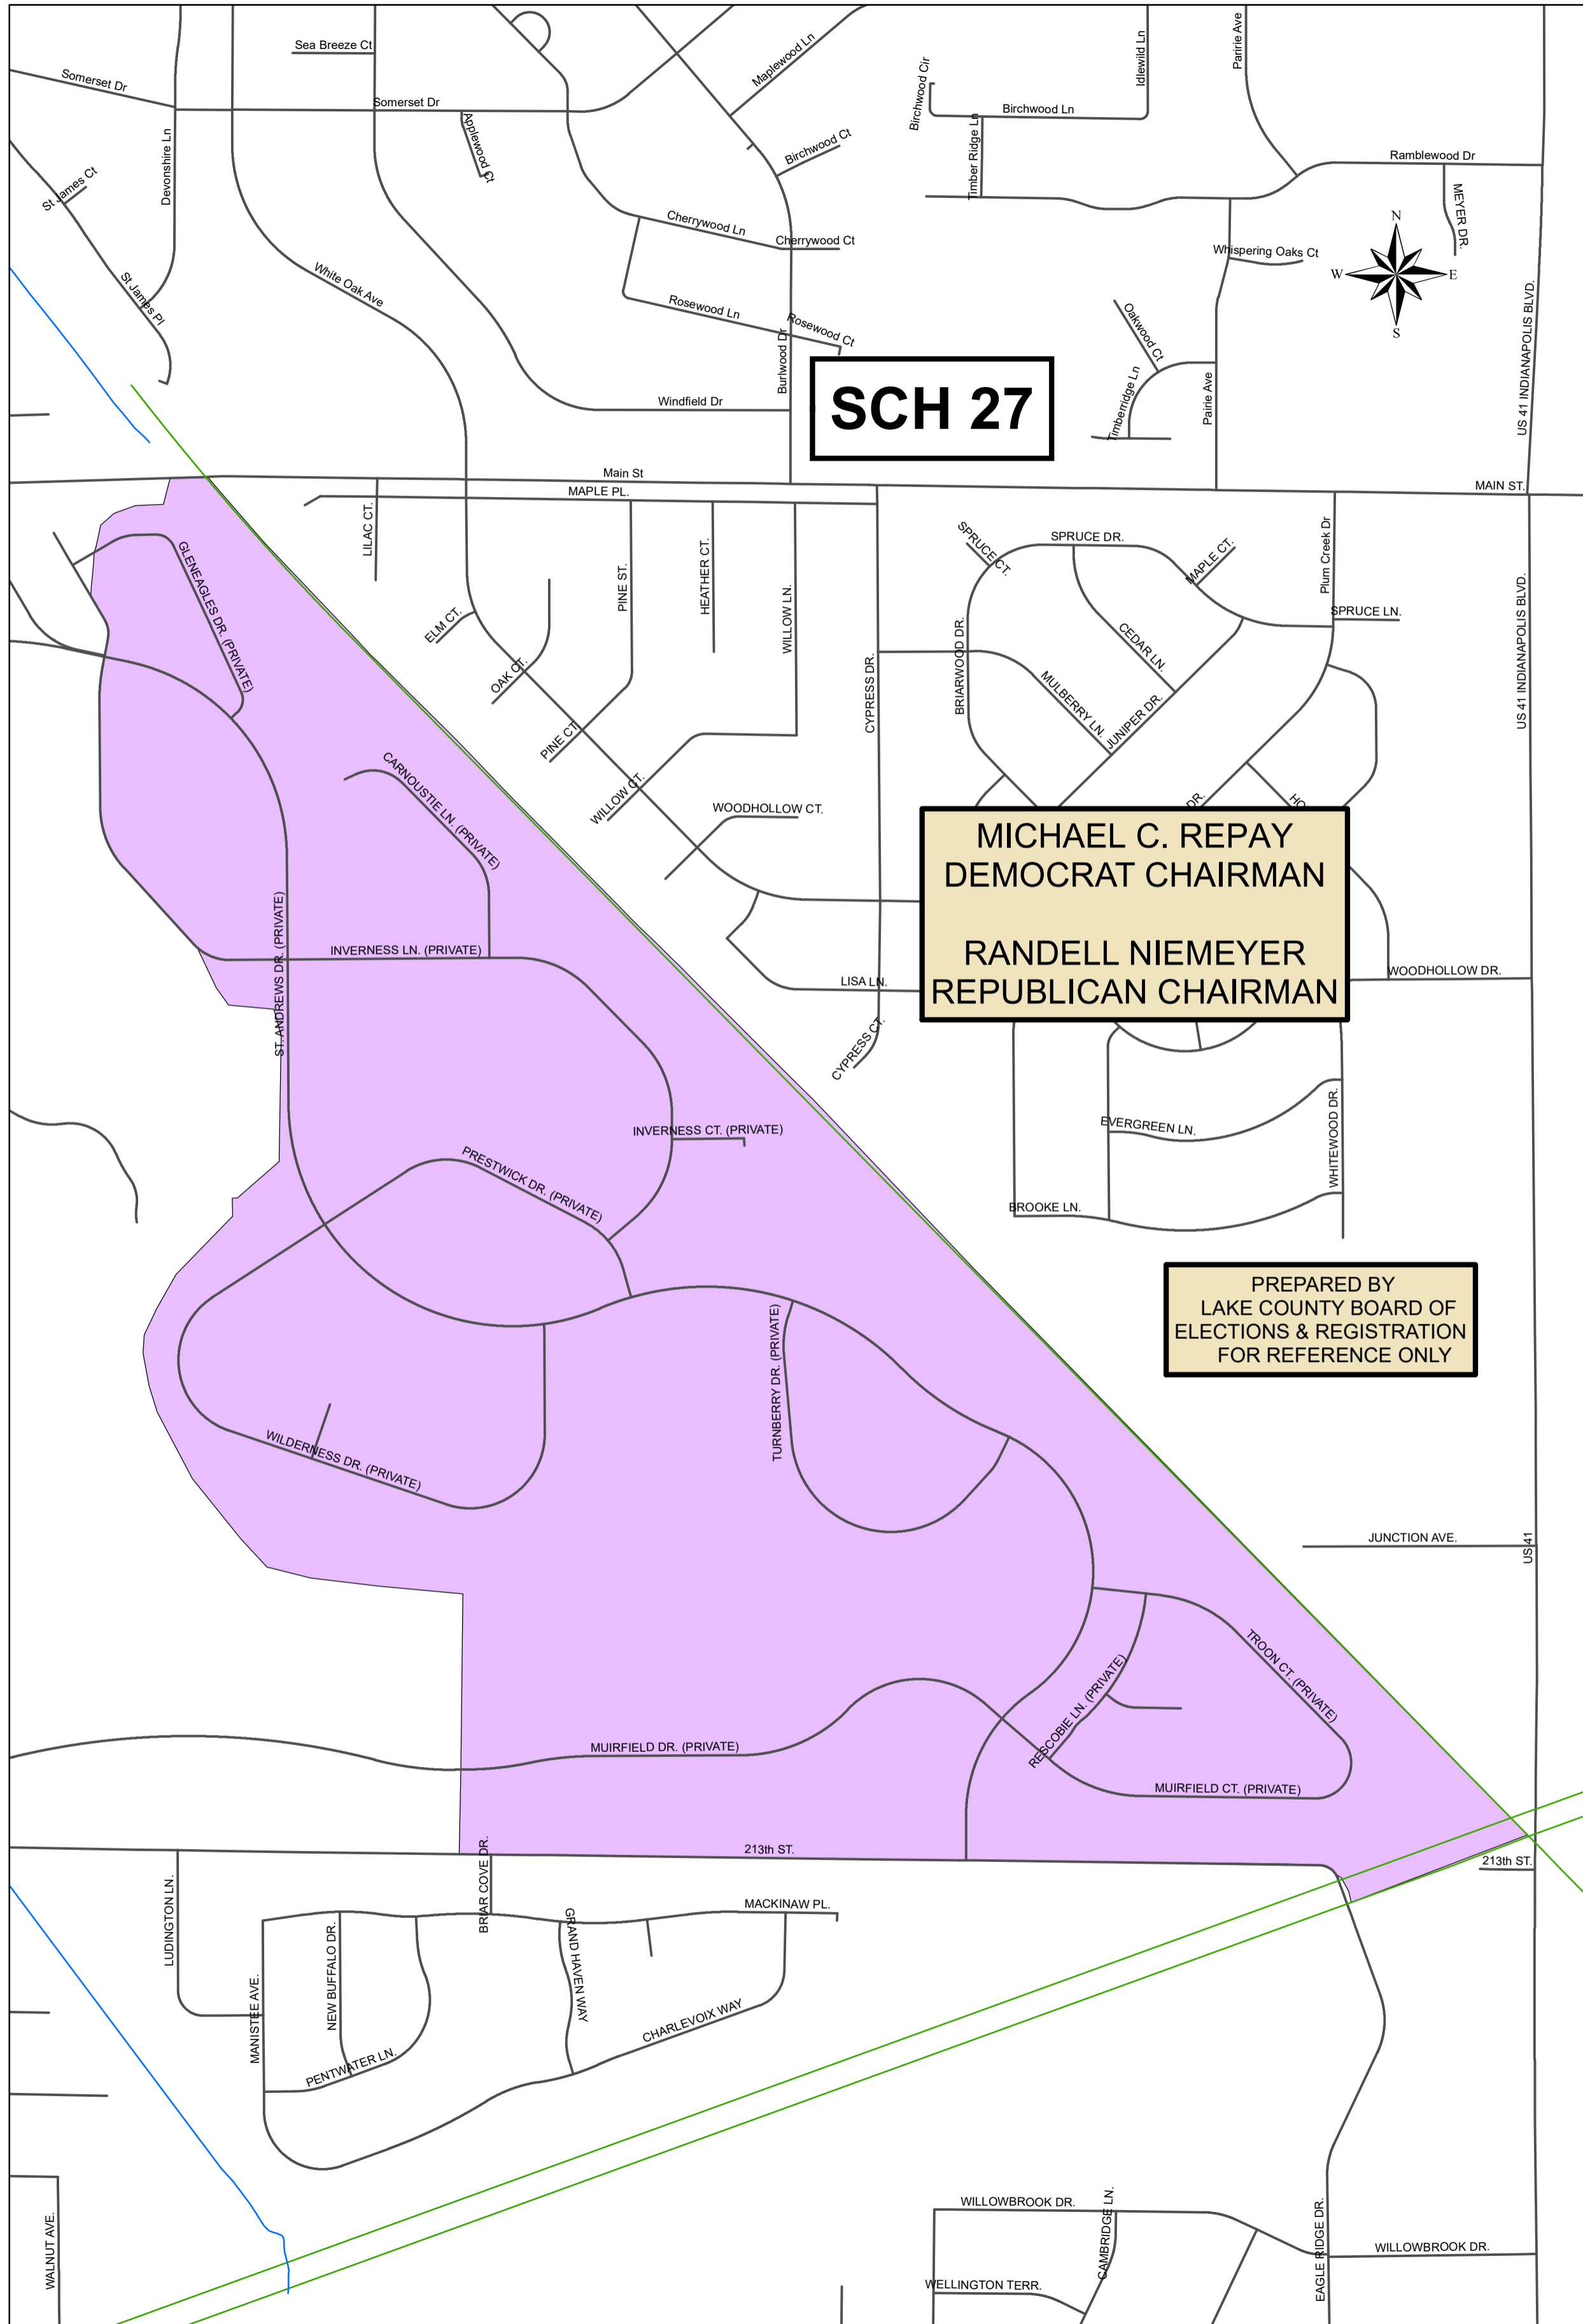 Sea Breeze Ct
Somerset Dr
Somerset Dr
Devonshire Ln
Applewood Ct
Maplewood Ln
Birchwood Ct
Birchwood Cir
Birchwood Ln
Idlewild Ln
Paririe Ave
Timber Ridge Ln
Ramblewood Dr
MEYER DR.
St James Ct
St James Pl
White Oak Ave
Cherrywood Ln
Cherrywood Ct
Rosewood Ln
Rosewood Ct
Burlwood Dr
Windfield Dr
Whispering Oaks Ct
N
W
E
S
Oakwood Ct
Timberridge Ln
Pairie Ave
US 41 INDIANAPOLIS BLVD.
SCH 27
Main St
MAIN ST.
MAPLE PL.
LILAC CT.
ELM CT.
OAK CT.
PINE ST.
PINE CT.
HEATHER CT.
WILLOW LN.
WILLOW CT.
WOODHOLLOW CT.
CYPRESS DR.
SPRUCE CT.
SPRUCE DR.
MAPLE CT.
Plum Creek Dr
SPRUCE LN.
BRIARWOOD DR.
CEDAR LN.
MULBERRY LN.
JUNIPER DR.
US 41 INDIANAPOLIS BLVD.
DR.
HO
GLENEAGLES DR. (PRIVATE)
CARNOUSTIE LN. (PRIVATE)
MICHAEL C. REPAY
DEMOCRAT CHAIRMAN
RANDELL NIEMEYER
REPUBLICAN CHAIRMAN
ST. ANDREWS DR. (PRIVATE)
INVERNESS LN. (PRIVATE)
LISA LN.
WOODHOLLOW DR.
CYPRESS CT.
INVERNESS CT. (PRIVATE)
PRESTWICK DR. (PRIVATE)
EVERGREEN LN.
WHITEWOOD DR.
BROOKE LN.
PREPARED BY
LAKE COUNTY BOARD OF
ELECTIONS & REGISTRATION
FOR REFERENCE ONLY
TURNBERRY DR. (PRIVATE)
WILDERNESS DR. (PRIVATE)
JUNCTION AVE.
US 41
TROON CT. (PRIVATE)
RESCOBIE LN. (PRIVATE)
MUIRFIELD DR. (PRIVATE)
MUIRFIELD CT. (PRIVATE)
213th ST.
213th ST.
LUDINGTON LN.
BRIAR COVE DR.
MACKINAW PL.
MANISTEE AVE.
NEW BUFFALO DR.
GRAND HAVEN WAY
PENTWATER LN.
CHARLEVOIX WAY
WALNUT AVE.
WILLOWBROOK DR.
CAMBRIDGE LN.
WELLINGTON TERR.
EAGLE RIDGE DR.
WILLOWBROOK DR.